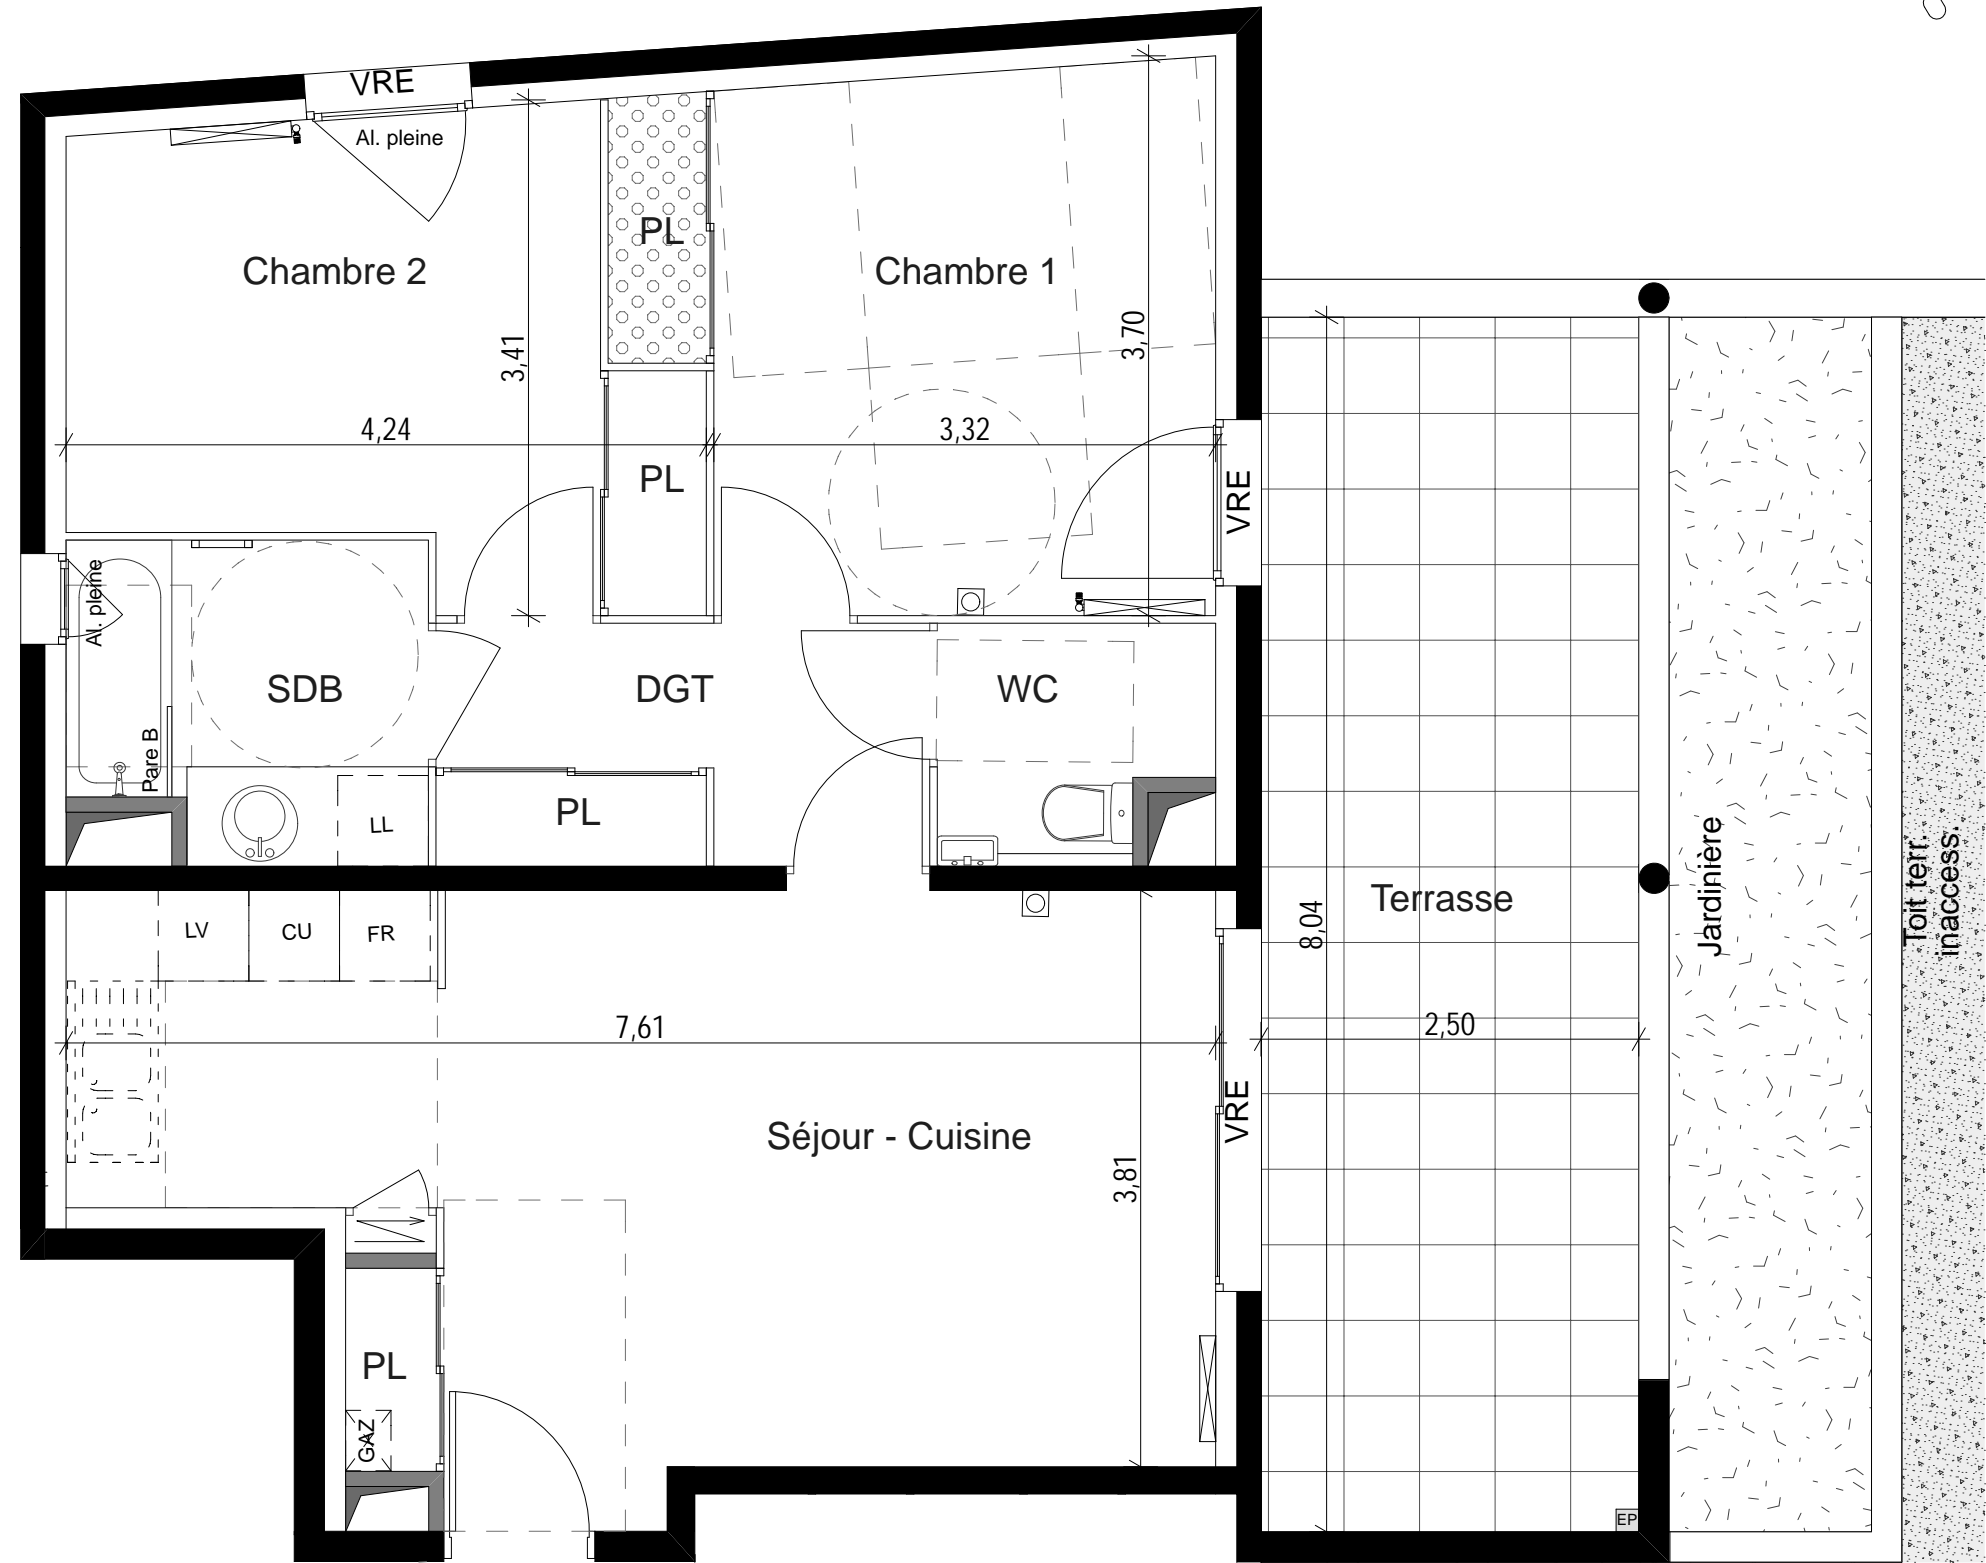 VRE
Al. pleine
PL
Chambre 2
Chambre 1
3,41
3,70
4,24
3,32
PL
VRE
Al. pleine
SDB
DGT
WC
Pare B
PL
LL
LV
CU
FR
Terrasse
8,04
Jardinière
Toit terr.
inaccess.
7,61
2,50
VRE
Séjour - Cuisine
3,81
PL
GAZ
EP